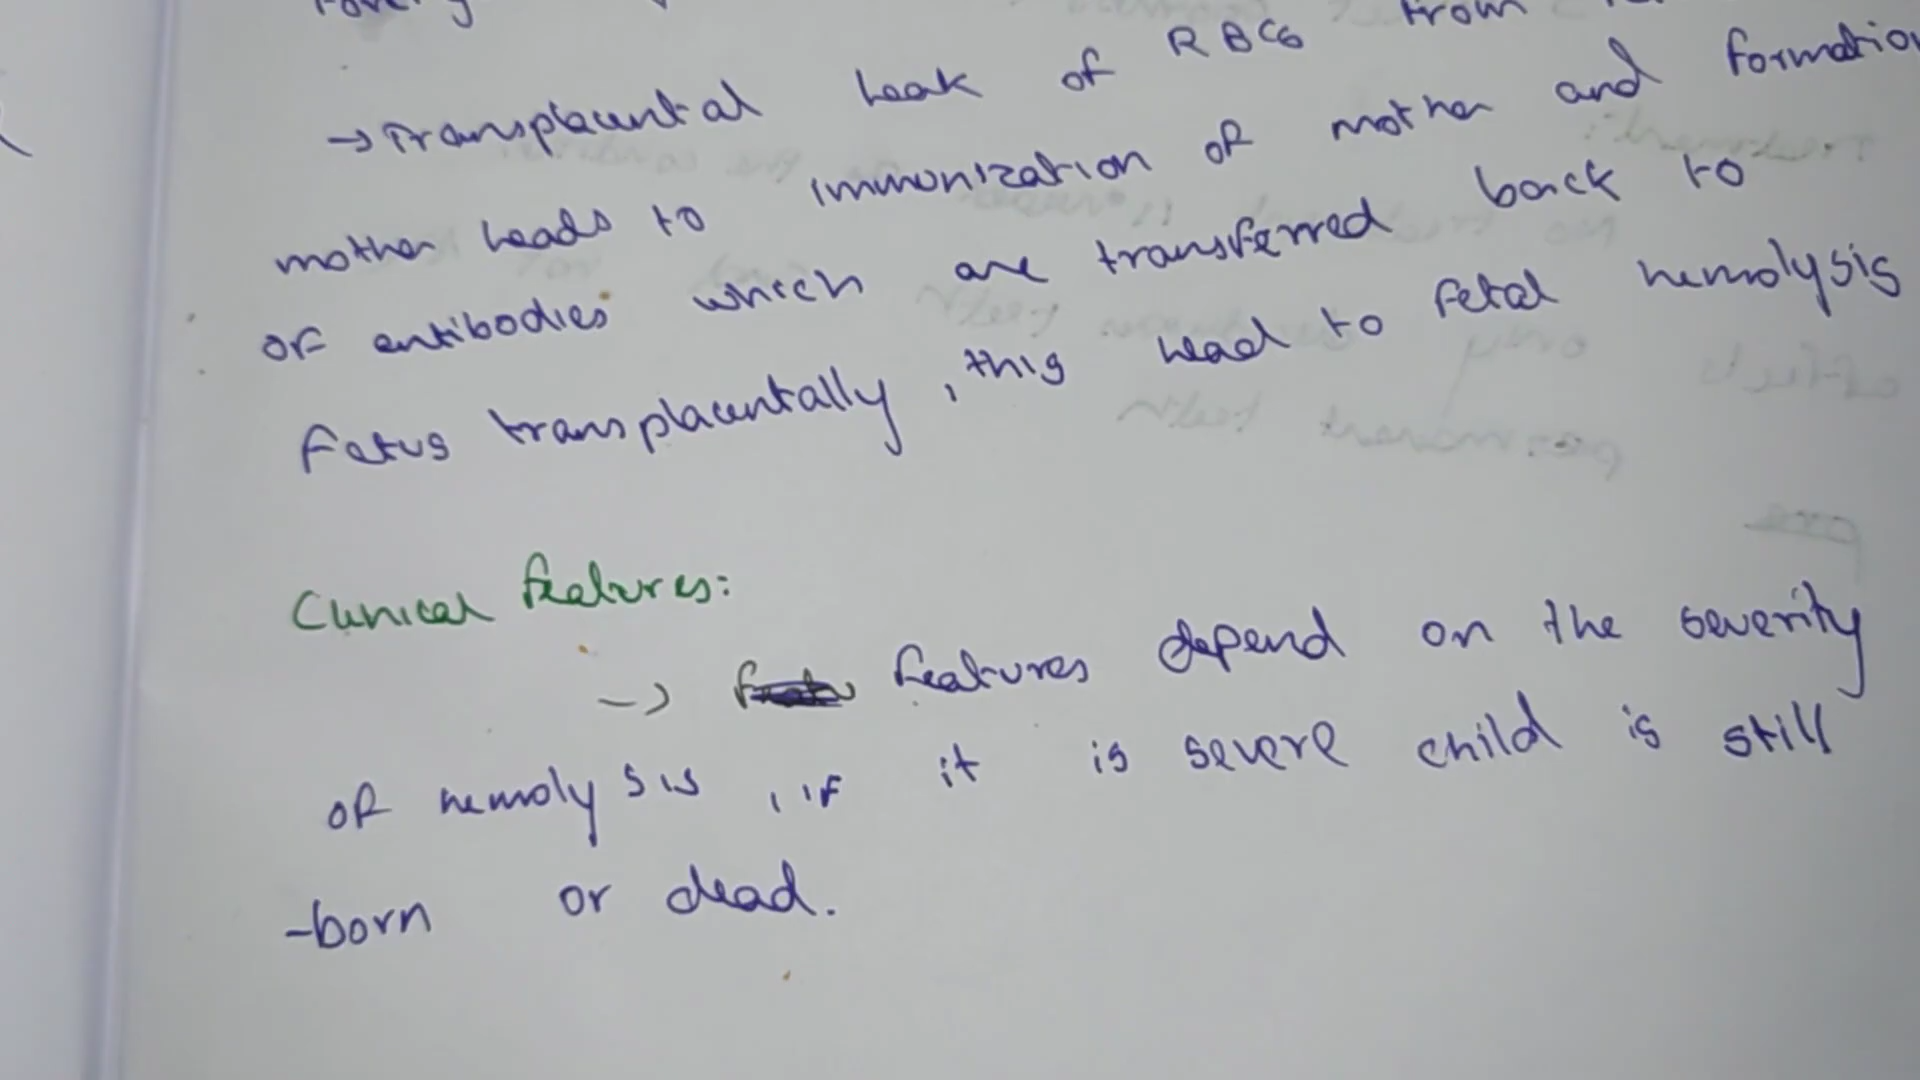 → Transplacental leak of RBCs from
mother leads to immunization of mother and formation
of antibodies which are transferred back to
fetus transplacentally, this lead to fetal hemolysis
Clinical features:
→ features depend on the severity
of hemolysis, if it is severe child is still
-born or dead.